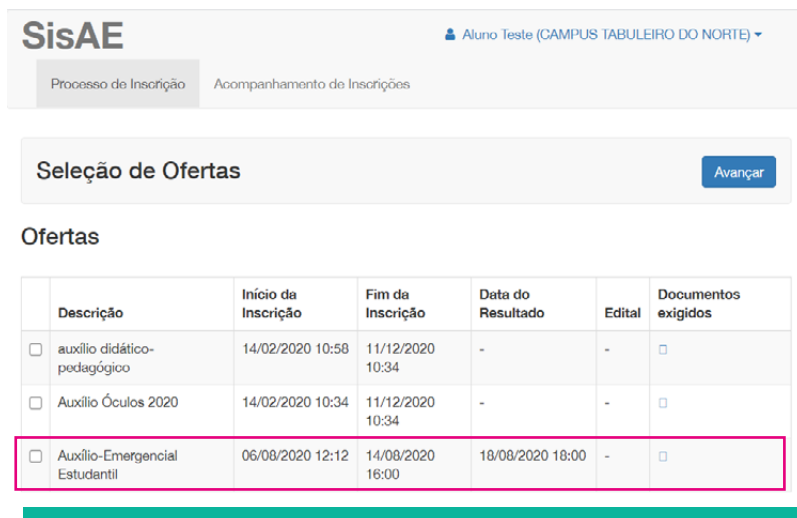 SisAE
Aluno Teste (CAMPUS TABULEIRO DO NORTE)
Processo de Inscrição Acompanhamento de Inscrições
Seleção de Ofertas Avançar
Ofertas
Descrição Início da Inscrição Fim da Inscrição Data do Resultado Edital Documentos exigidos
auxílio didático-pedagógico 14/02/2020 10:58 11/12/2020 10:34 - -
Auxílio Óculos 2020 14/02/2020 10:34 11/12/2020 10:34 - -
Auxílio-Emergencial Estudantil 06/08/2020 12:12 14/08/2020 16:00 18/08/2020 18:00 -